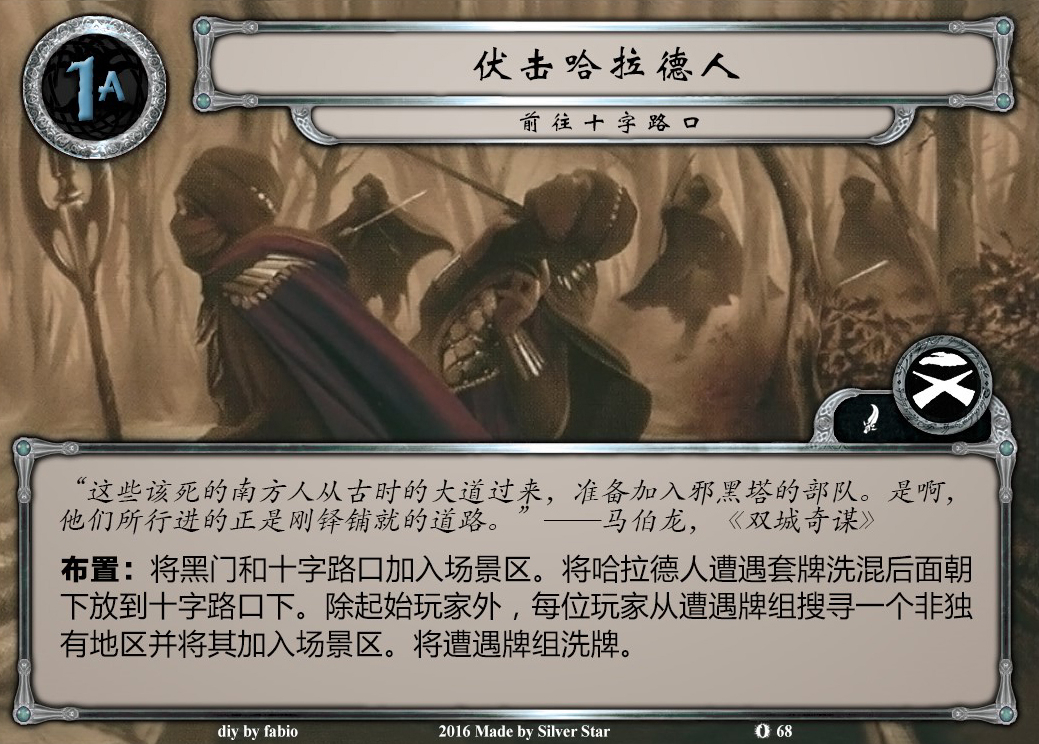 1A
伏击哈拉德人
前往十字路口
“这些该死的南方人从古时的大道过来，准备加入邪黑塔的部队。是啊，
他们所行进的正是刚铎铺就的道路。”——马伯龙，《双城奇谋》
布置：将黑门和十字路口加入场景区。将哈拉德人遭遇套牌洗混后面朝
下放到十字路口下。除起始玩家外，每位玩家从遭遇牌组搜寻一个非独
有地区并将其加入场景区。将遭遇牌组洗牌。
diy by fabio 2016 Made by Silver Star 68